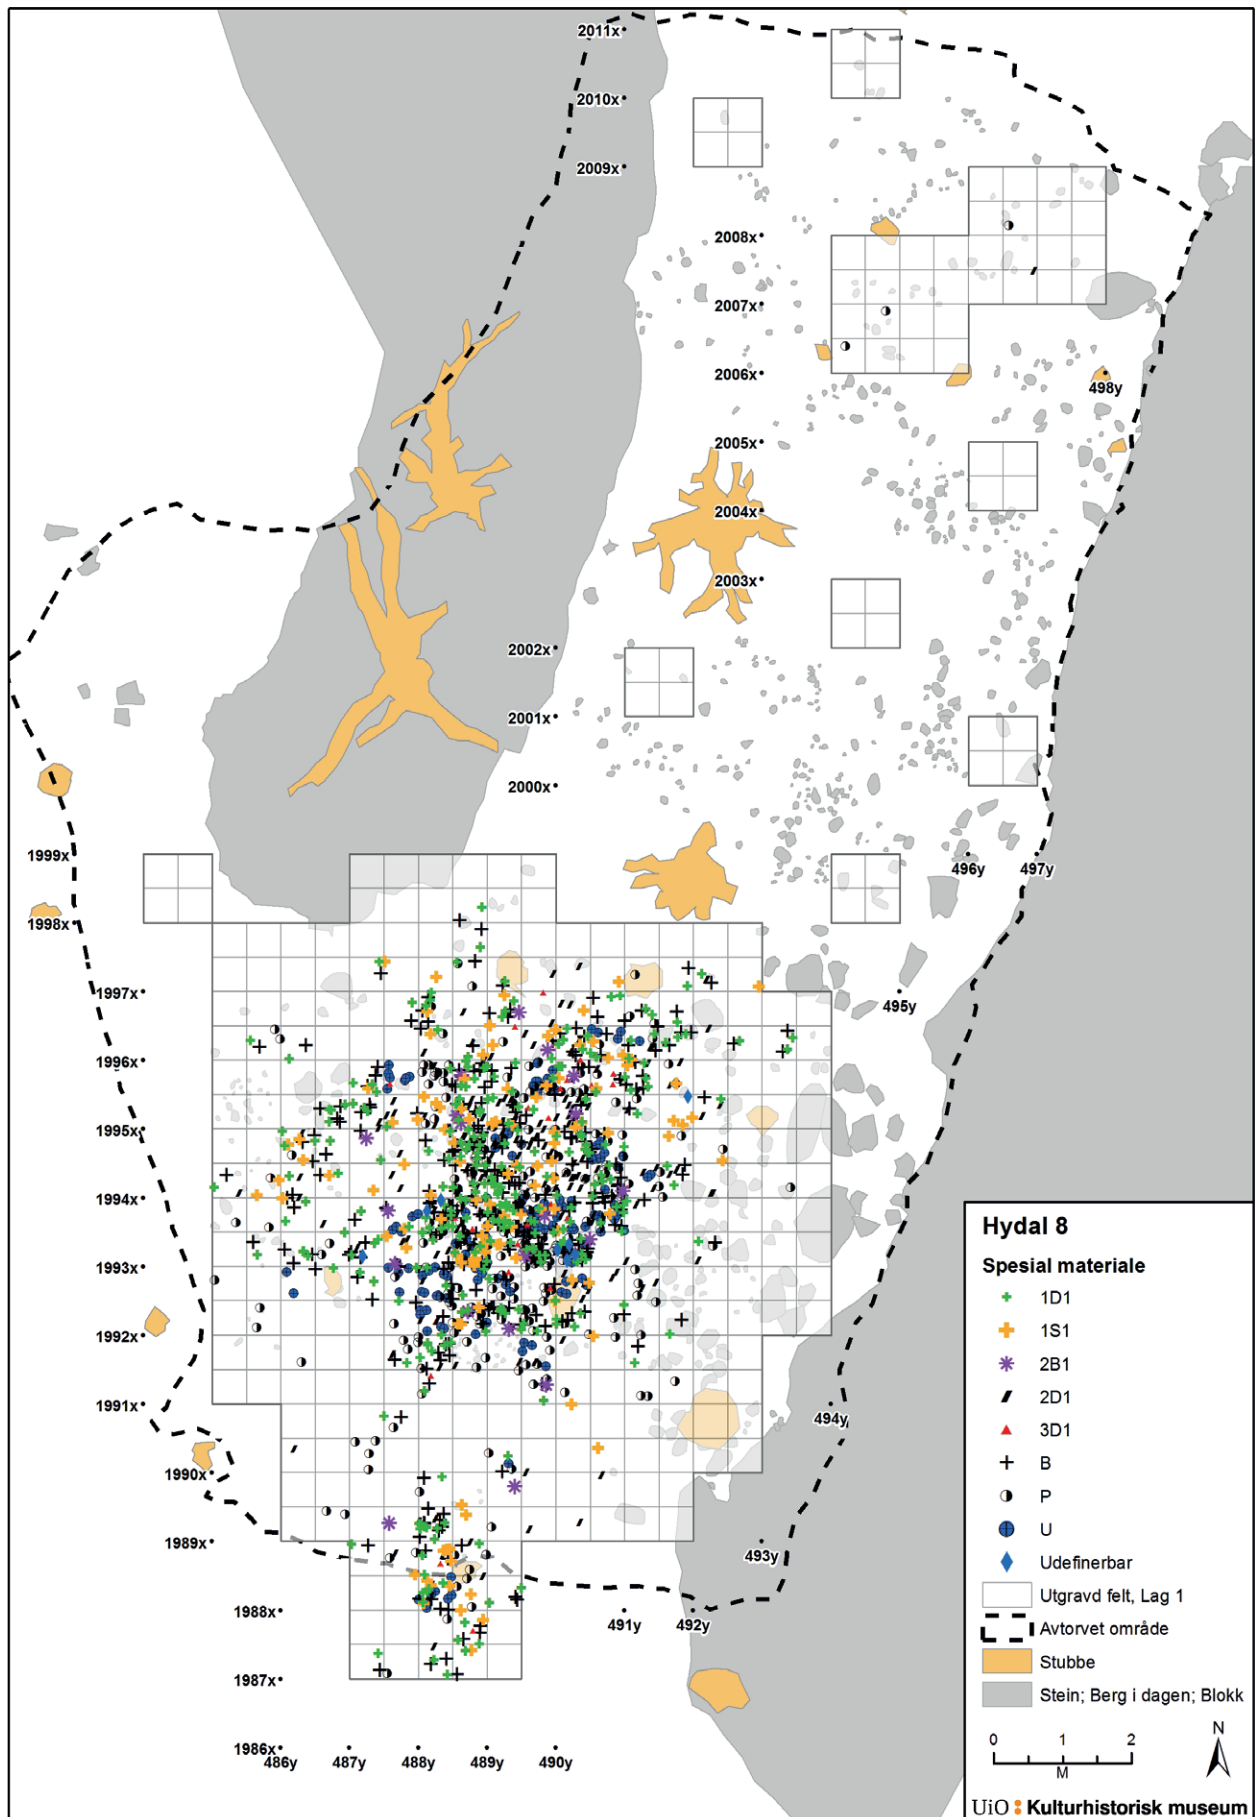 2011x
2010x
2009x
2008x
2007x
2006x
498y
2005x
2004x
2003x
2002x
2001x
2000x
1999x
496y
497y
1998x
1997x
495y
1996x
1995x
1994x
1993x
1992x
1991x
494y
1990x
1989x
493y
1988x
491y
492y
1987x
1986x
486y
487y
488y
489y
490y
Hydal 8
Spesial materiale
1D1
1S1
2B1
2D1
3D1
B
P
U
Udefinerbar
Utgravd felt, Lag 1
Avtorvet område
Stubbe
Stein; Berg i dagen; Blokk
0 1 2
M
N
UiO Kulturhistorisk museum